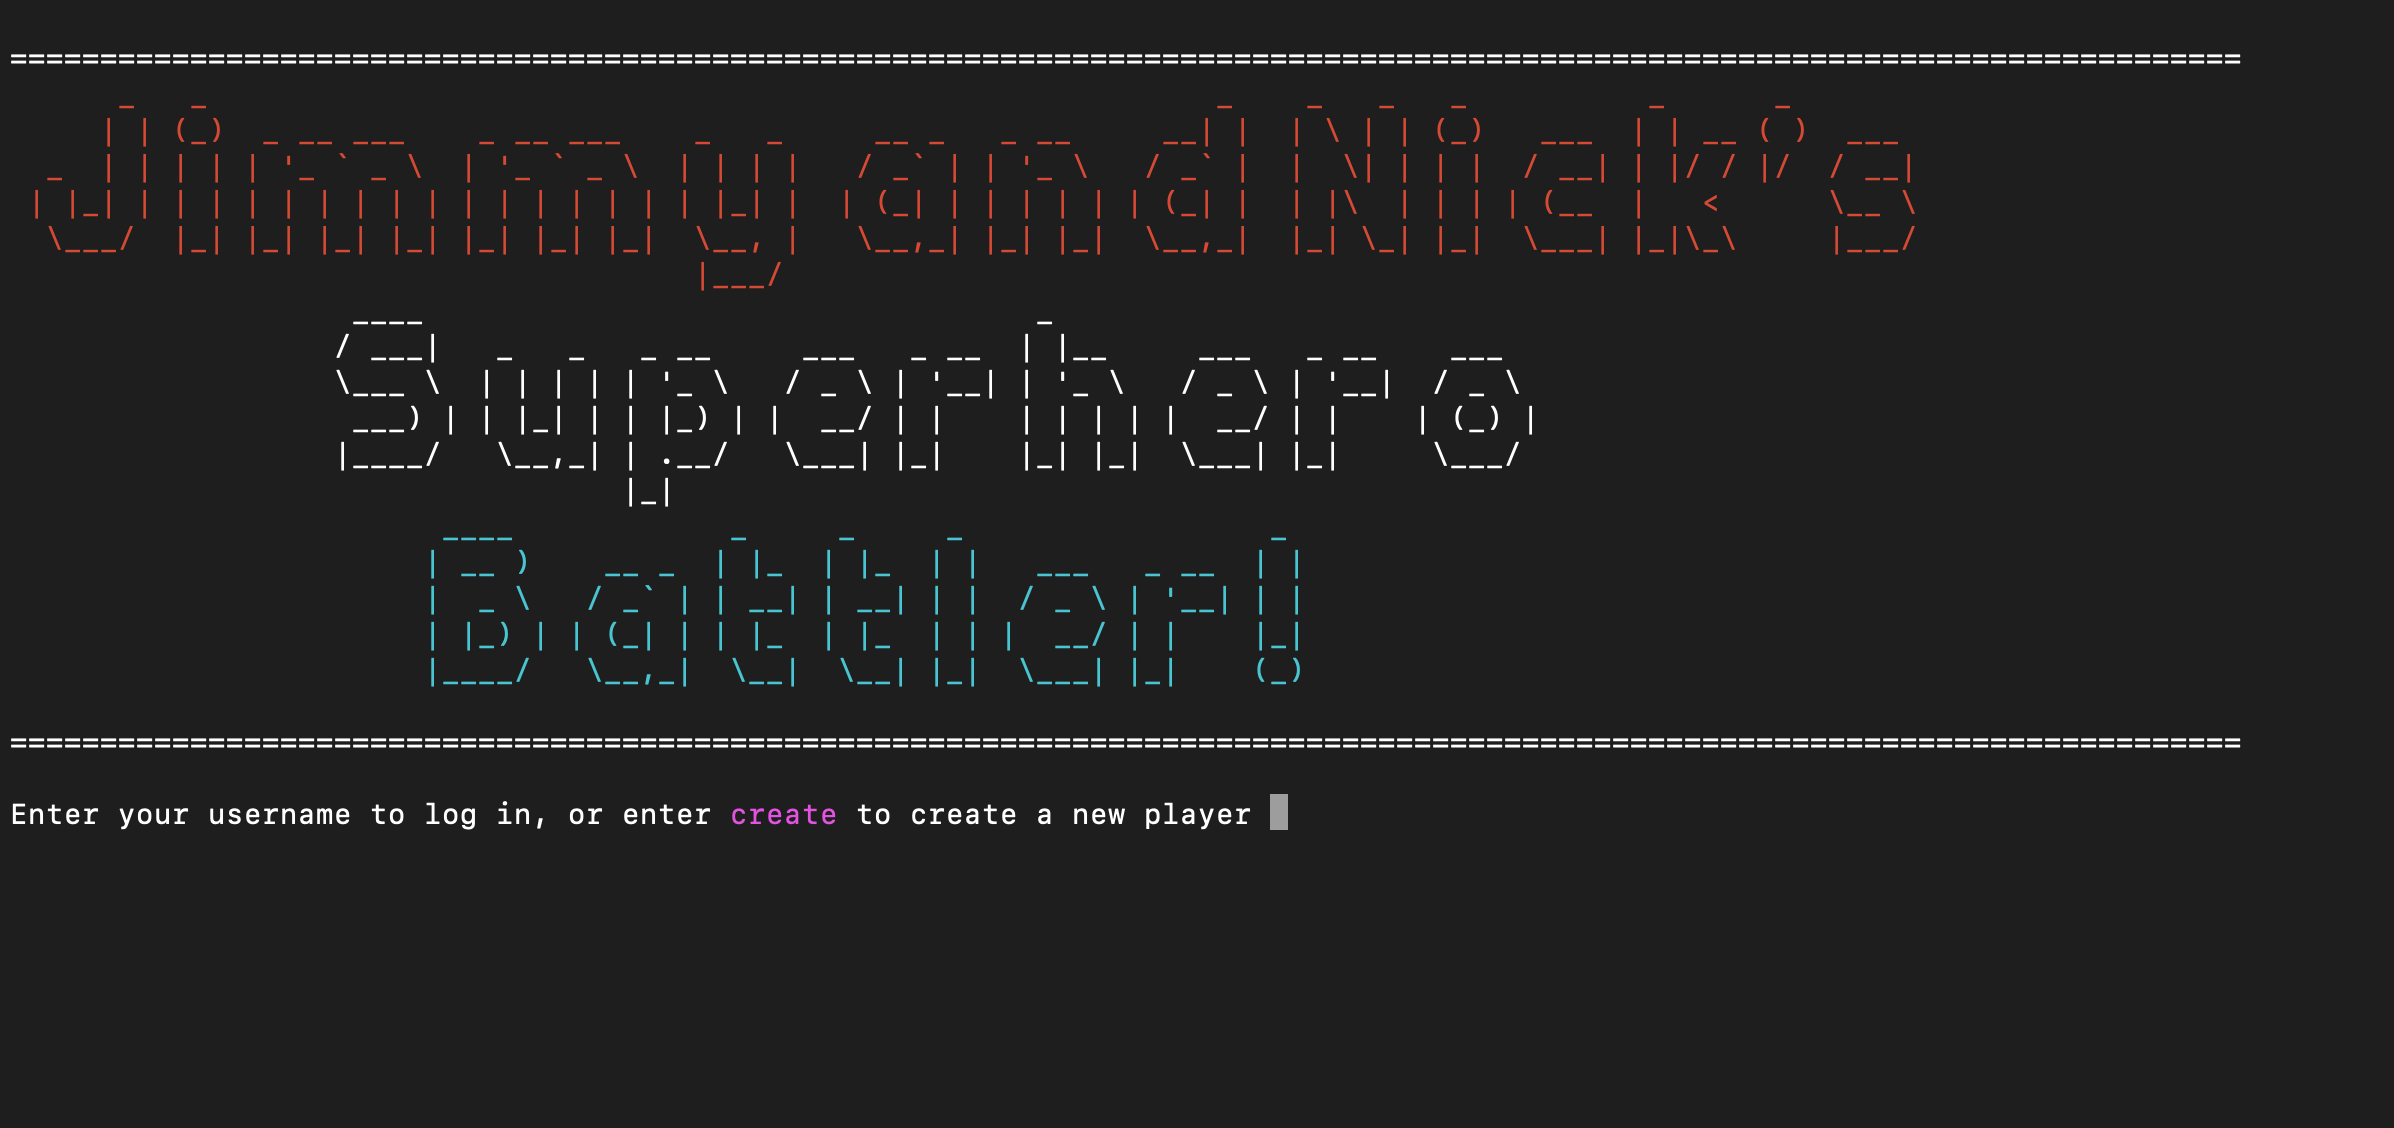 Jimmy and Nick's
Superhero
Battler!
Enter your username to log in, or enter create to create a new player